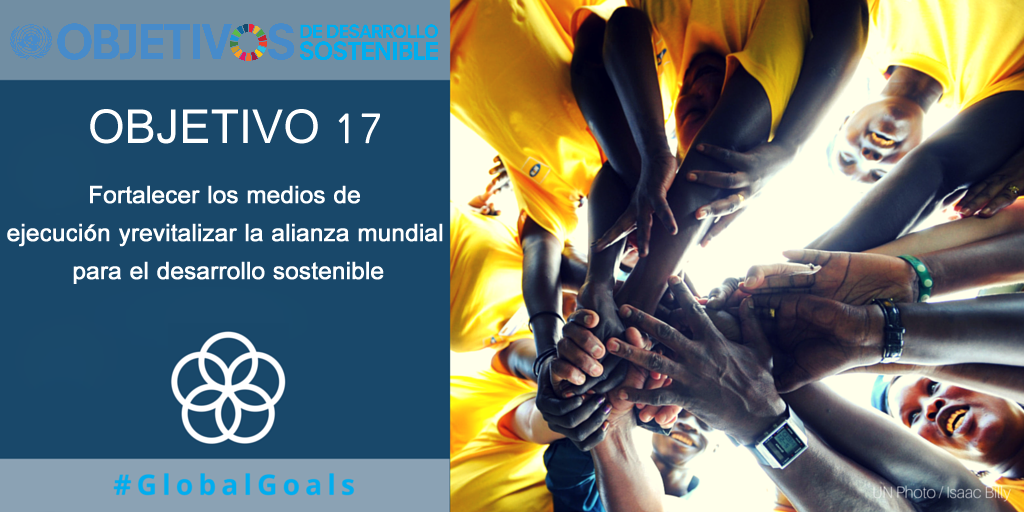 OBJETIVOS DE DESARROLLO
SOSTENIBLE
OBJETIVO 17
Fortalecer los medios de
ejecución yrevitalizar la alianza mundial
para el desarrollo sostenible
#GlobalGoals
UN Photo / Isaac Billy